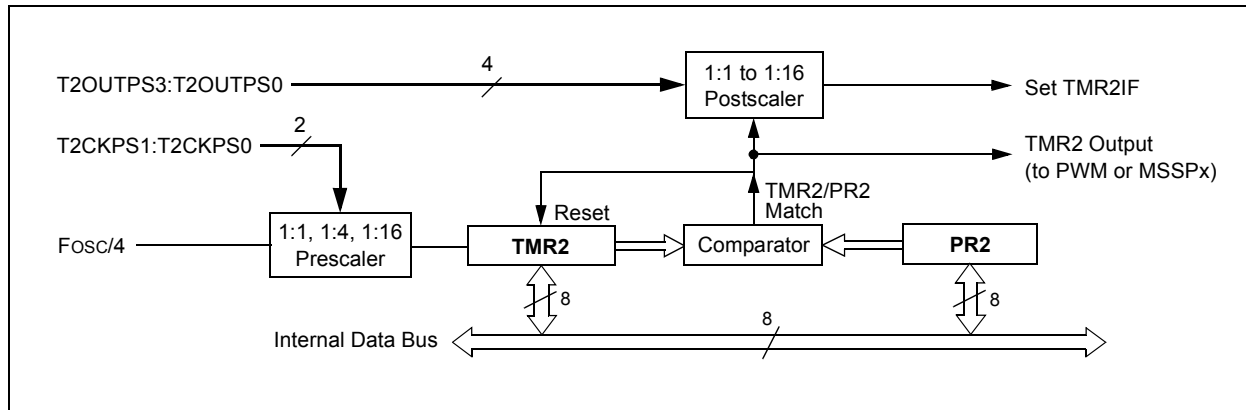 4
1:1 to 1:16
Postscaler
T2OUTPS3:T2OUTPS0
Set TMR2IF
2
T2CKPS1:T2CKPS0
TMR2 Output
(to PWM or MSSPx)
TMR2/PR2
Match
Reset
1:1, 1:4, 1:16
Prescaler
FOSC/4
TMR2
Comparator
PR2
8
8
8
Internal Data Bus